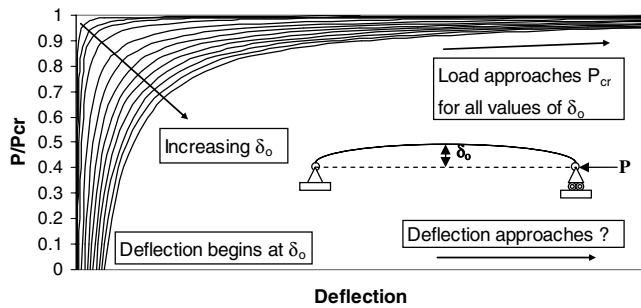 1
0.9
0.8
0.7
0.6
0.5
0.4
0.3
0.2
0.1
0
P/Pcr
Load approaches Pcr
for all values of δo
Increasing δo
δo
P
Deflection begins at δo
Deflection approaches ?
Deflection